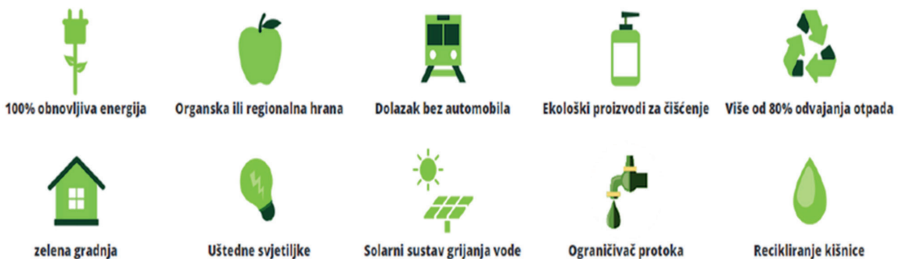 100% obnovljiva energija
Organska ili regionalna hrana
Dolazak bez automobila
Ekološki proizvodi za čišćenje
Više od 80% odvajanja otpada
zelena gradnja
Uštedne svjetiljke
Solarni sustav grijanja vode
Ograničivač protoka
Recikliranje kišnice